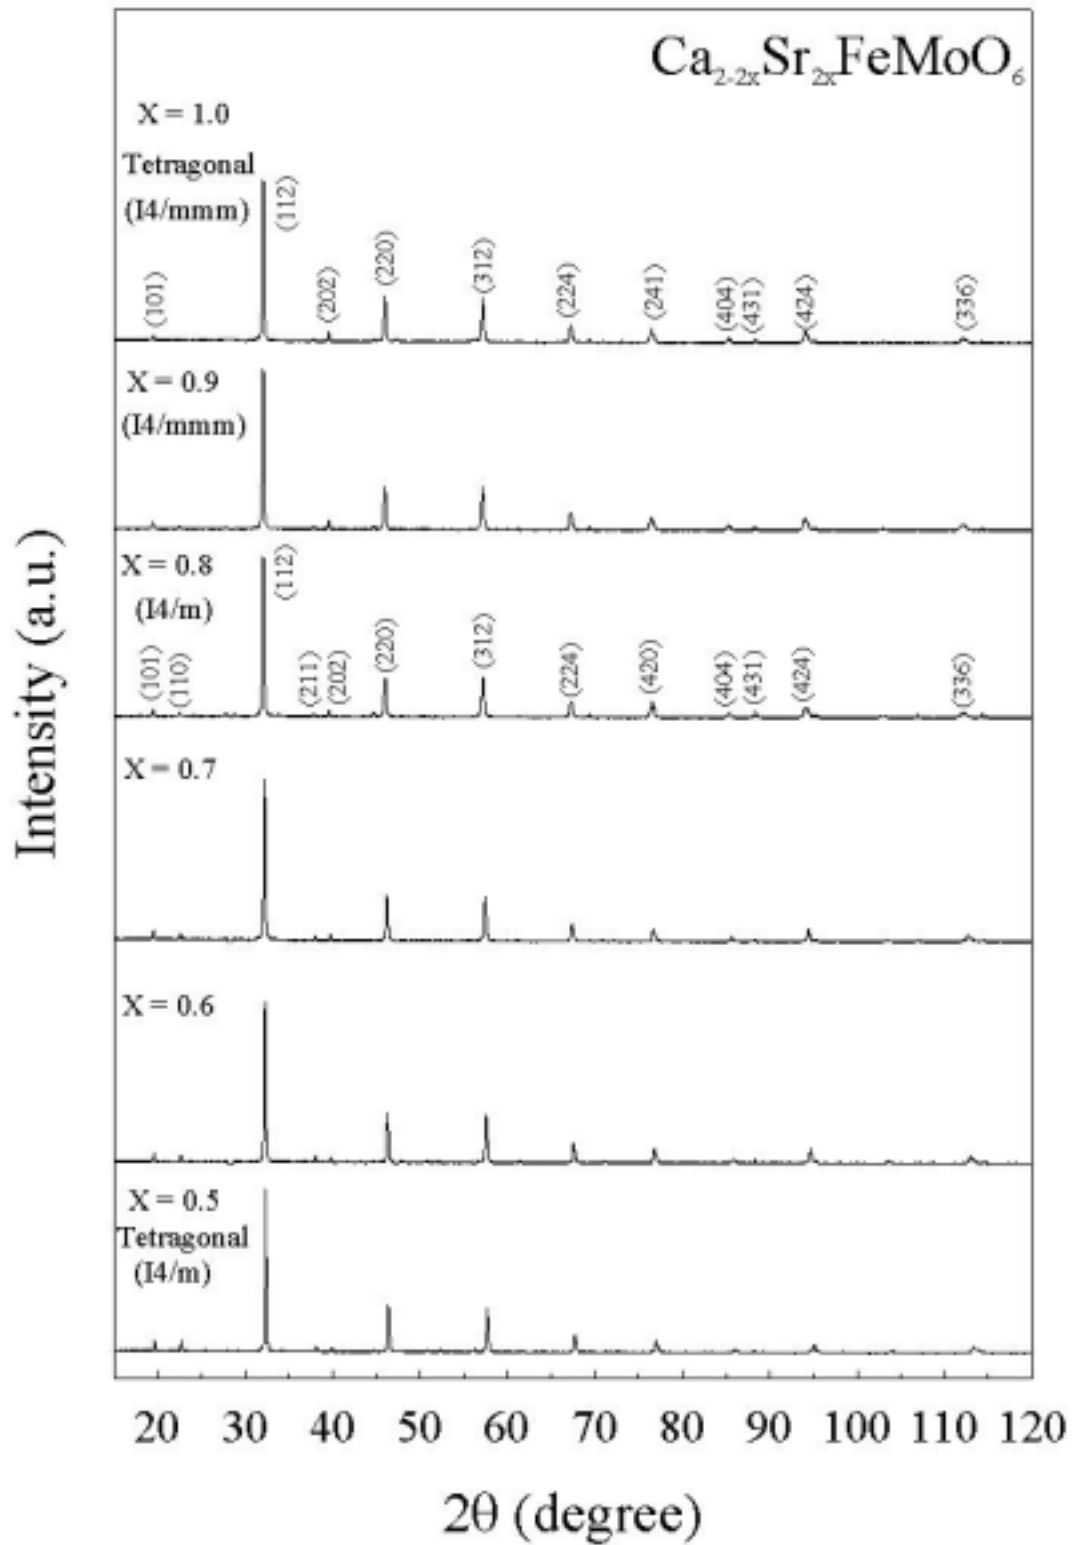 Ca2-2xSr2xFeMoO6
X = 1.0
Tetragonal
(I4/mmm)
(101)
(112)
(202)
(220)
(312)
(224)
(241)
(404)
(431)
(424)
(336)
X = 0.9
(I4/mmm)
X = 0.8
(I4/m)
(101)
(110)
(112)
(211)
(202)
(220)
(312)
(224)
(420)
(404)
(431)
(424)
(336)
X = 0.7
X = 0.6
X = 0.5
Tetragonal
(I4/m)
Intensity (a.u.)
20 30 40 50 60 70 80 90 100 110 120
2θ (degree)